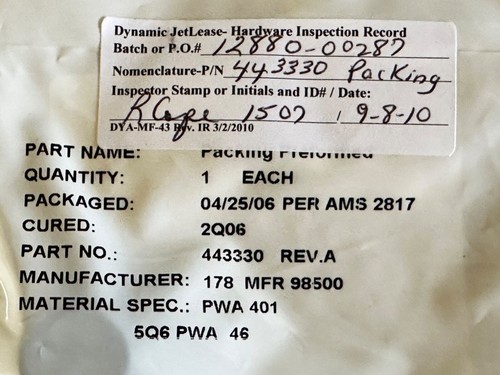 Dynamic JetLease- Hardware Inspection Record
Batch or P.O.# 12880-00287
Nomenclature-P/N 443330 Packing
Inspector Stamp or Initials and ID# / Date:
R Cope 1507 , 9-8-10
DYA-MF-43 Rev. IR 3/2/2010
PART NAME: Packing Preformed
QUANTITY: 1 EACH
PACKAGED: 04/25/06 PER AMS 2817
CURED: 2Q06
PART NO.: 443330 REV.A
MANUFACTURER: 178 MFR 98500
MATERIAL SPEC.: PWA 401
5Q6 PWA 46